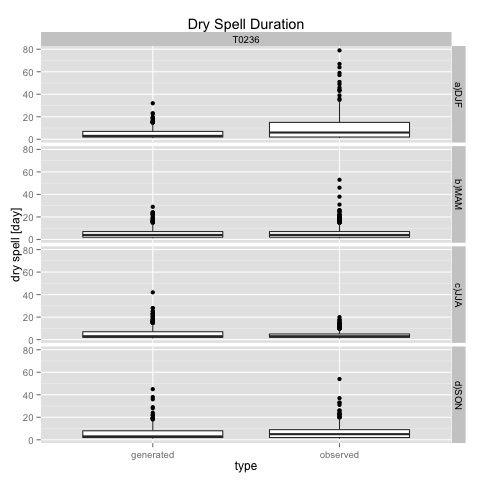 Dry Spell Duration
T0236
80
60
40
20
0
a)DJF
80
60
40
20
0
b)MAM
80
60
40
20
0
c)JJA
80
60
40
20
0
d)SON
dry spell [day]
generated observed
type